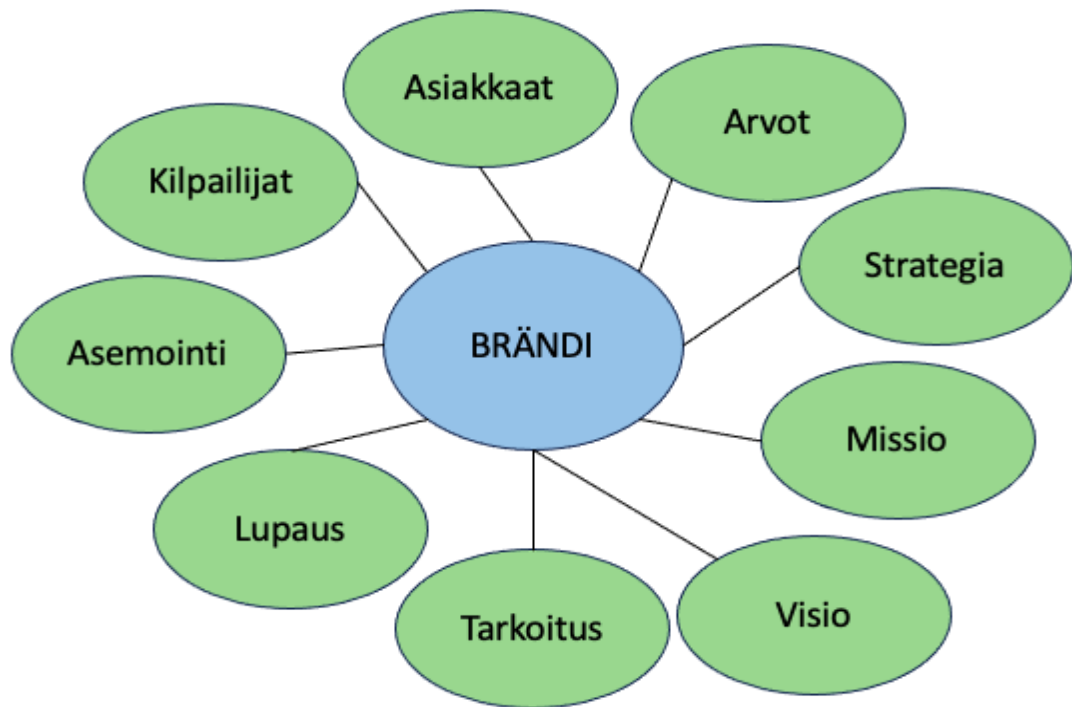 Asiakkaat
Arvot
Kilpailijat
Strategia
BRÄNDI
Asemointi
Missio
Lupaus
Visio
Tarkoitus